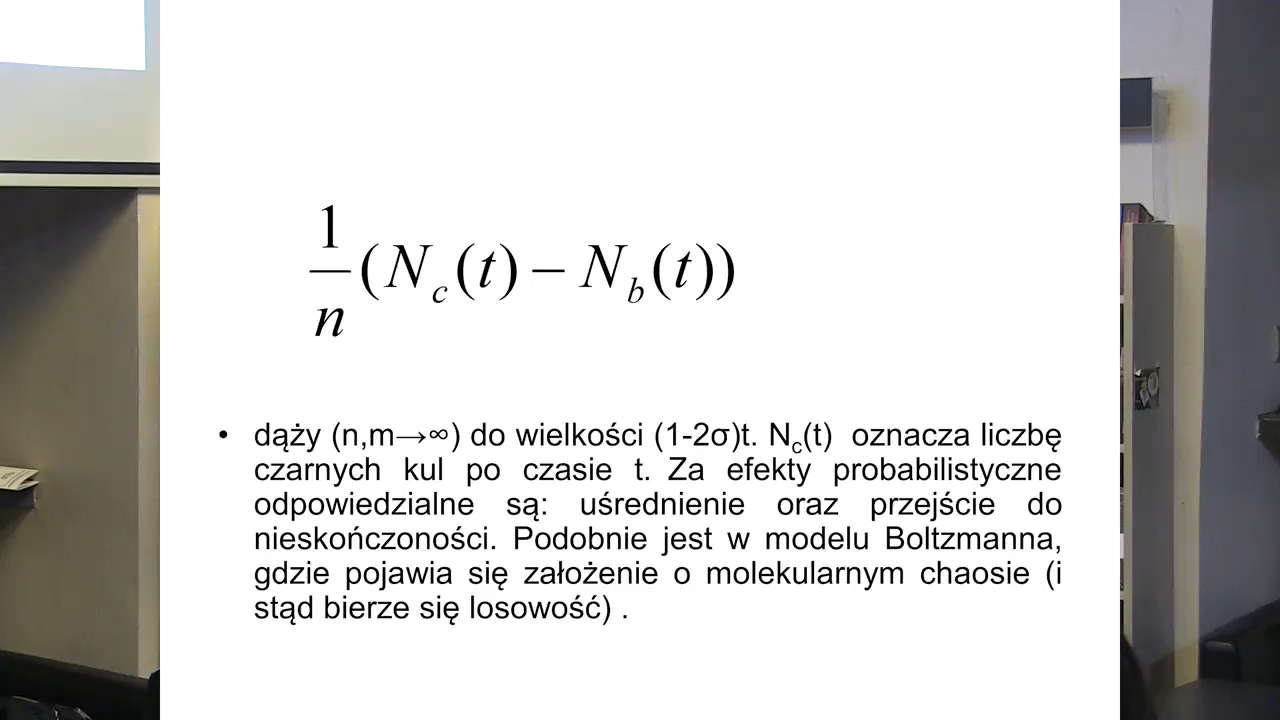 1/n (N_c(t) − N_b(t))
• dąży (n,m→∞) do wielkości (1-2σ)t. N_c(t) oznacza liczbę
czarnych kul po czasie t. Za efekty probabilistyczne
odpowiedzialne są: uśrednienie oraz przejście do
nieskończoności. Podobnie jest w modelu Boltzmanna,
gdzie pojawia się założenie o molekularnym chaosie (i
stąd bierze się losowość) .